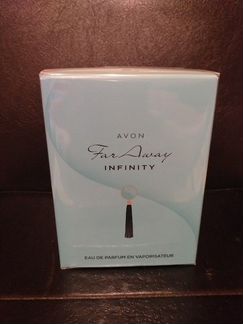 AVON
Far Away
INFINITY
EAU DE PARFUM EN VAPORISATEUR